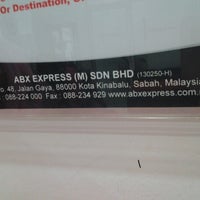 Or Destination, O
ABX EXPRESS (M) SDN BHD (130250-H)
o. 48, Jalan Gaya, 88000 Kota Kinabalu, Sabah, Malaysia
: 088-224 000 Fax : 088-234 929 www.abxexpress.com.